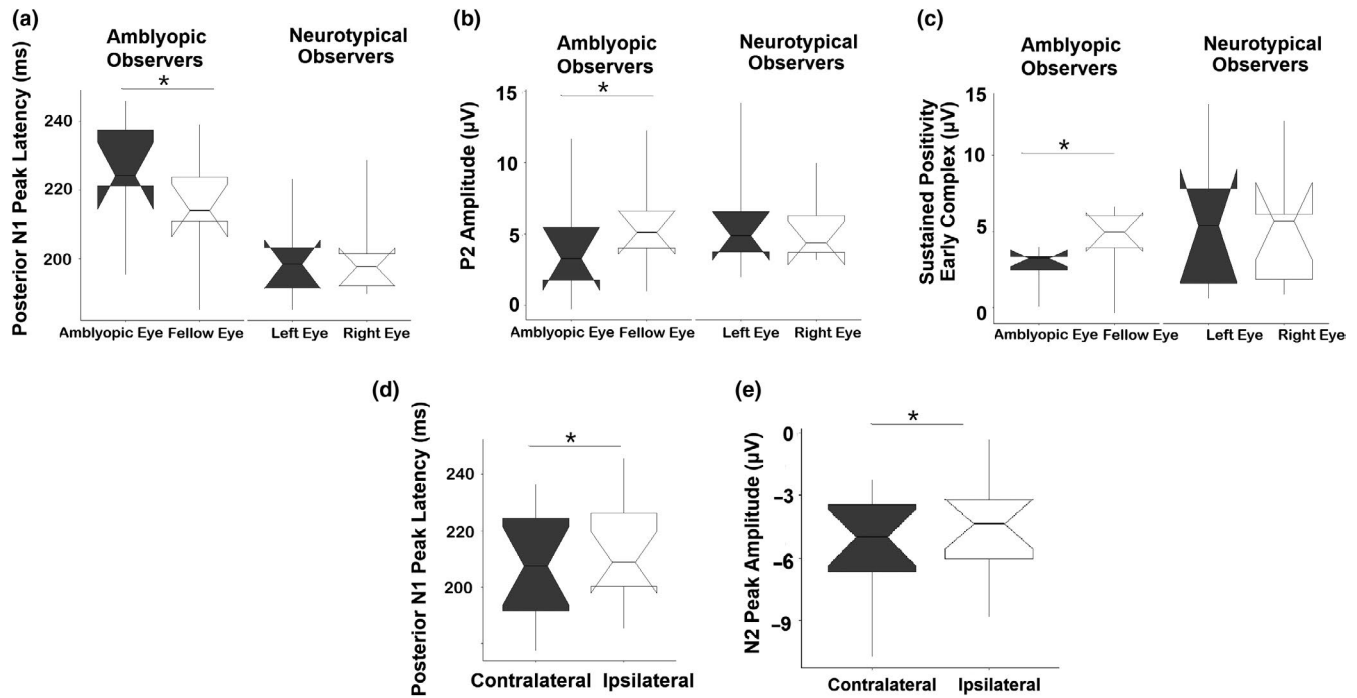 (a)
Amblyopic
Observers
Neurotypical
Observers
*
Posterior N1 Peak Latency (ms)
240
220
200
Amblyopic Eye Fellow Eye Left Eye Right Eye
(b)
Amblyopic
Observers
Neurotypical
Observers
*
P2 Amplitude (µV)
15
10
5
0
Amblyopic Eye Fellow Eye Left Eye Right Eye
(c)
Amblyopic
Observers
Neurotypical
Observers
*
Sustained Positivity
Early Complex (µV)
15
10
5
0
Amblyopic Eye Fellow Eye Left Eye Right Eyes
(d)
*
Posterior N1 Peak Latency (ms)
240
220
200
Contralateral Ipsilateral
(e)
*
N2 Peak Amplitude (µV)
0
−3
−6
−9
Contralateral Ipsilateral